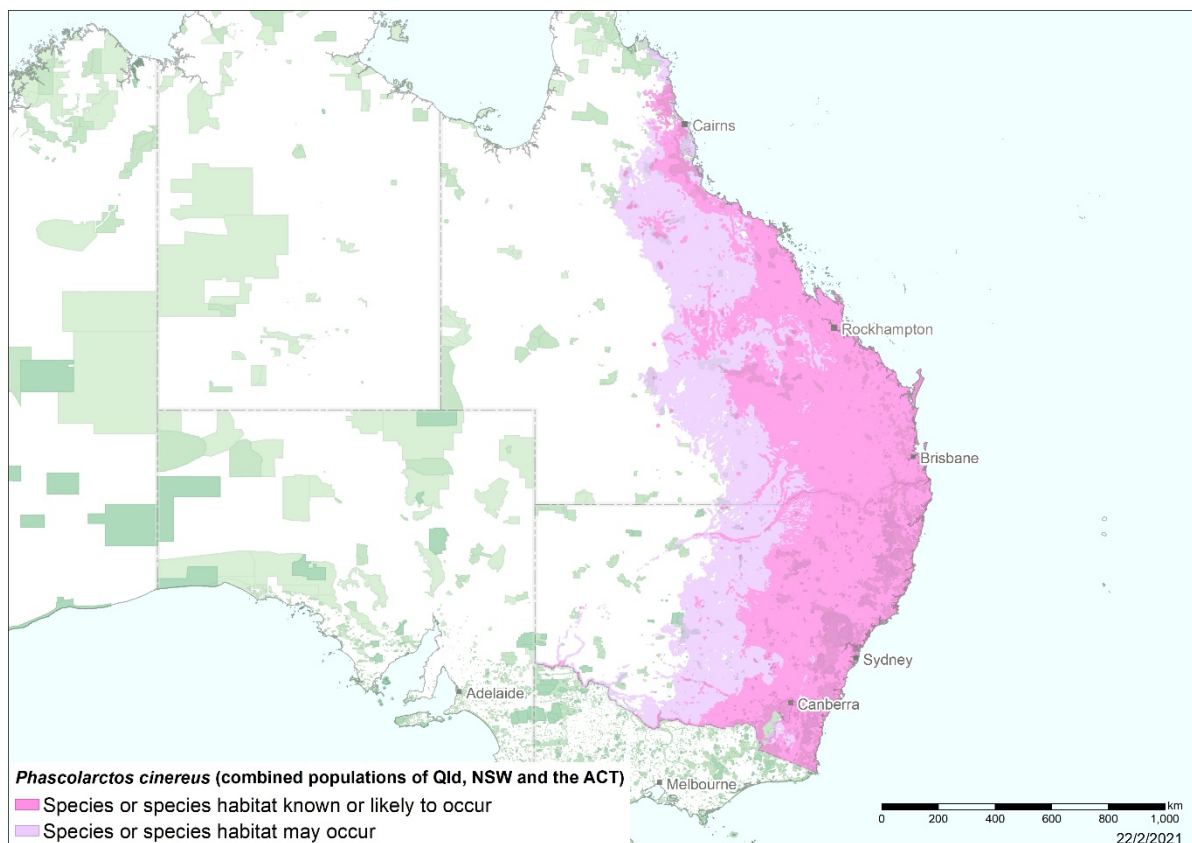 Cairns
Rockhampton
Brisbane
Sydney
Adelaide
Canberra
Melbourne
Phascolarctos cinereus (combined populations of Qld, NSW and the ACT)
Species or species habitat known or likely to occur
Species or species habitat may occur
km
0 200 400 600 800 1,000
22/2/2021